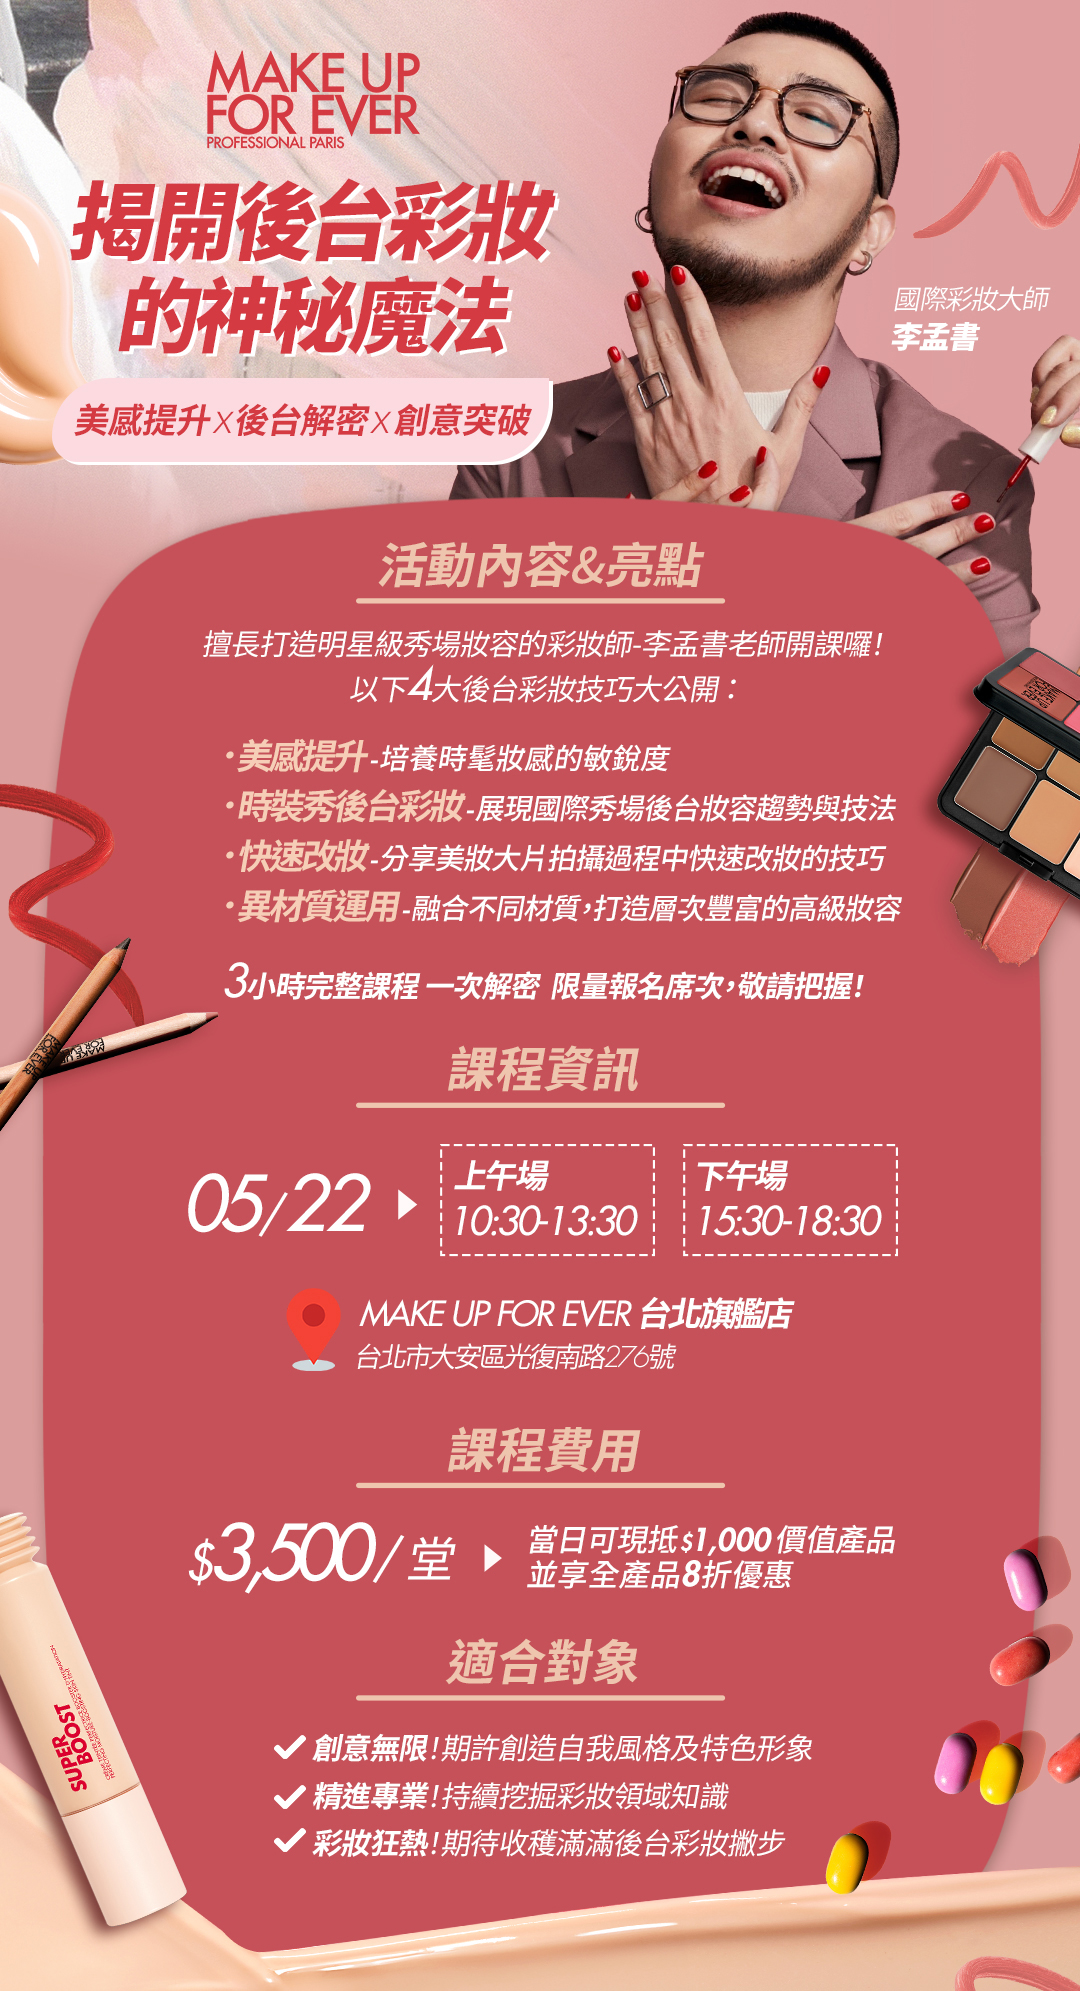 MAKE UP
FOR EVER
PROFESSIONAL PARIS
揭開後台彩妝
的神秘魔法
美感提升X後台解密X創意突破
國際彩妝大師
李孟書
活動內容&亮點
擅長打造明星級秀場妝容的彩妝師-李孟書老師開課囉!
以下4大後台彩妝技巧大公開：
·美感提升-培養時髦妝感的敏銳度
·時裝秀後台彩妝-展現國際秀場後台妝容趨勢與技法
·快速改妝-分享美妝大片拍攝過程中快速改妝的技巧
·異材質運用-融合不同材質,打造層次豐富的高級妝容
3小時完整課程 一次解密 限量報名席次,敬請把握!
MAKE UP
FOR EVER
MAKE UP
FOR EVER
課程資訊
05/22
上午場
10:30-13:30
下午場
15:30-18:30
MAKE UP FOR EVER 台北旗艦店
台北市大安區光復南路276號
課程費用
$3,500/堂
當日可現抵$1,000價值產品
並享全產品8折優惠
SUPER
BOOST
適合對象
創意無限!期許創造自我風格及特色形象
精進專業!持續挖掘彩妝領域知識
彩妝狂熱!期待收穫滿滿後台彩妝撇步